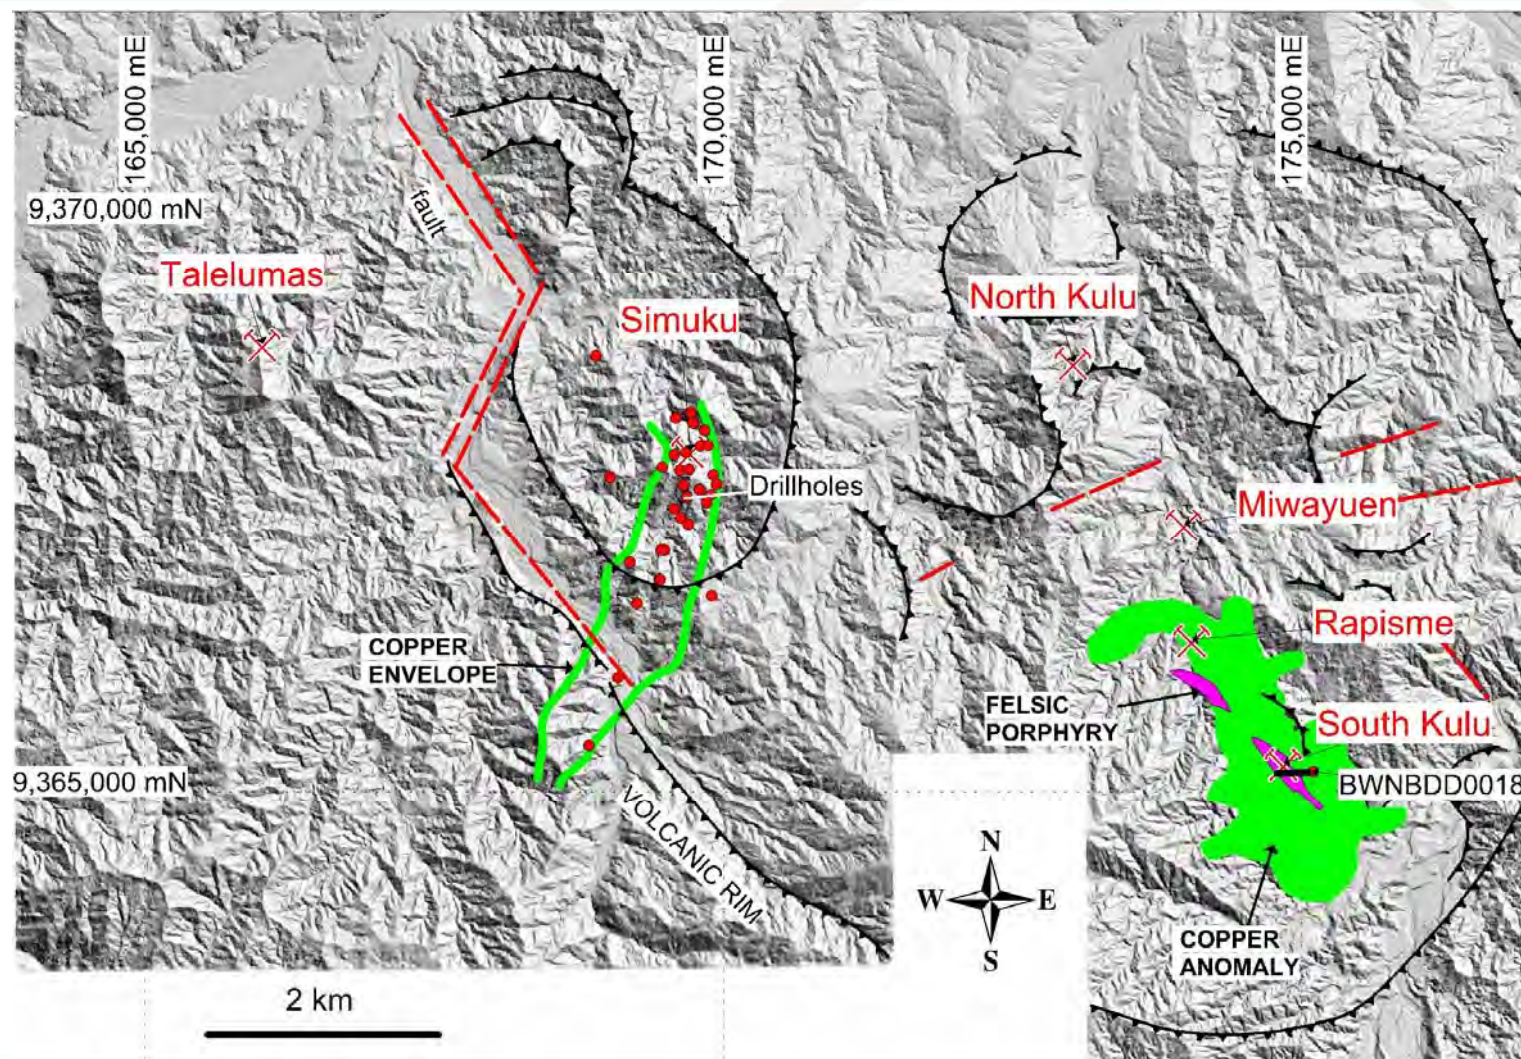 165,000 mE
170,000 mE
175,000 mE
9,370,000 mN
fault
Talelumas
Simuku
North Kulu
Drillholes
Miwayuen
Rapisme
COPPER
ENVELOPE
FELSIC
PORPHYRY
South Kulu
9,365,000 mN
BWNBDD0018
VOLCANIC RIM
N
W
E
S
COPPER
ANOMALY
2 km